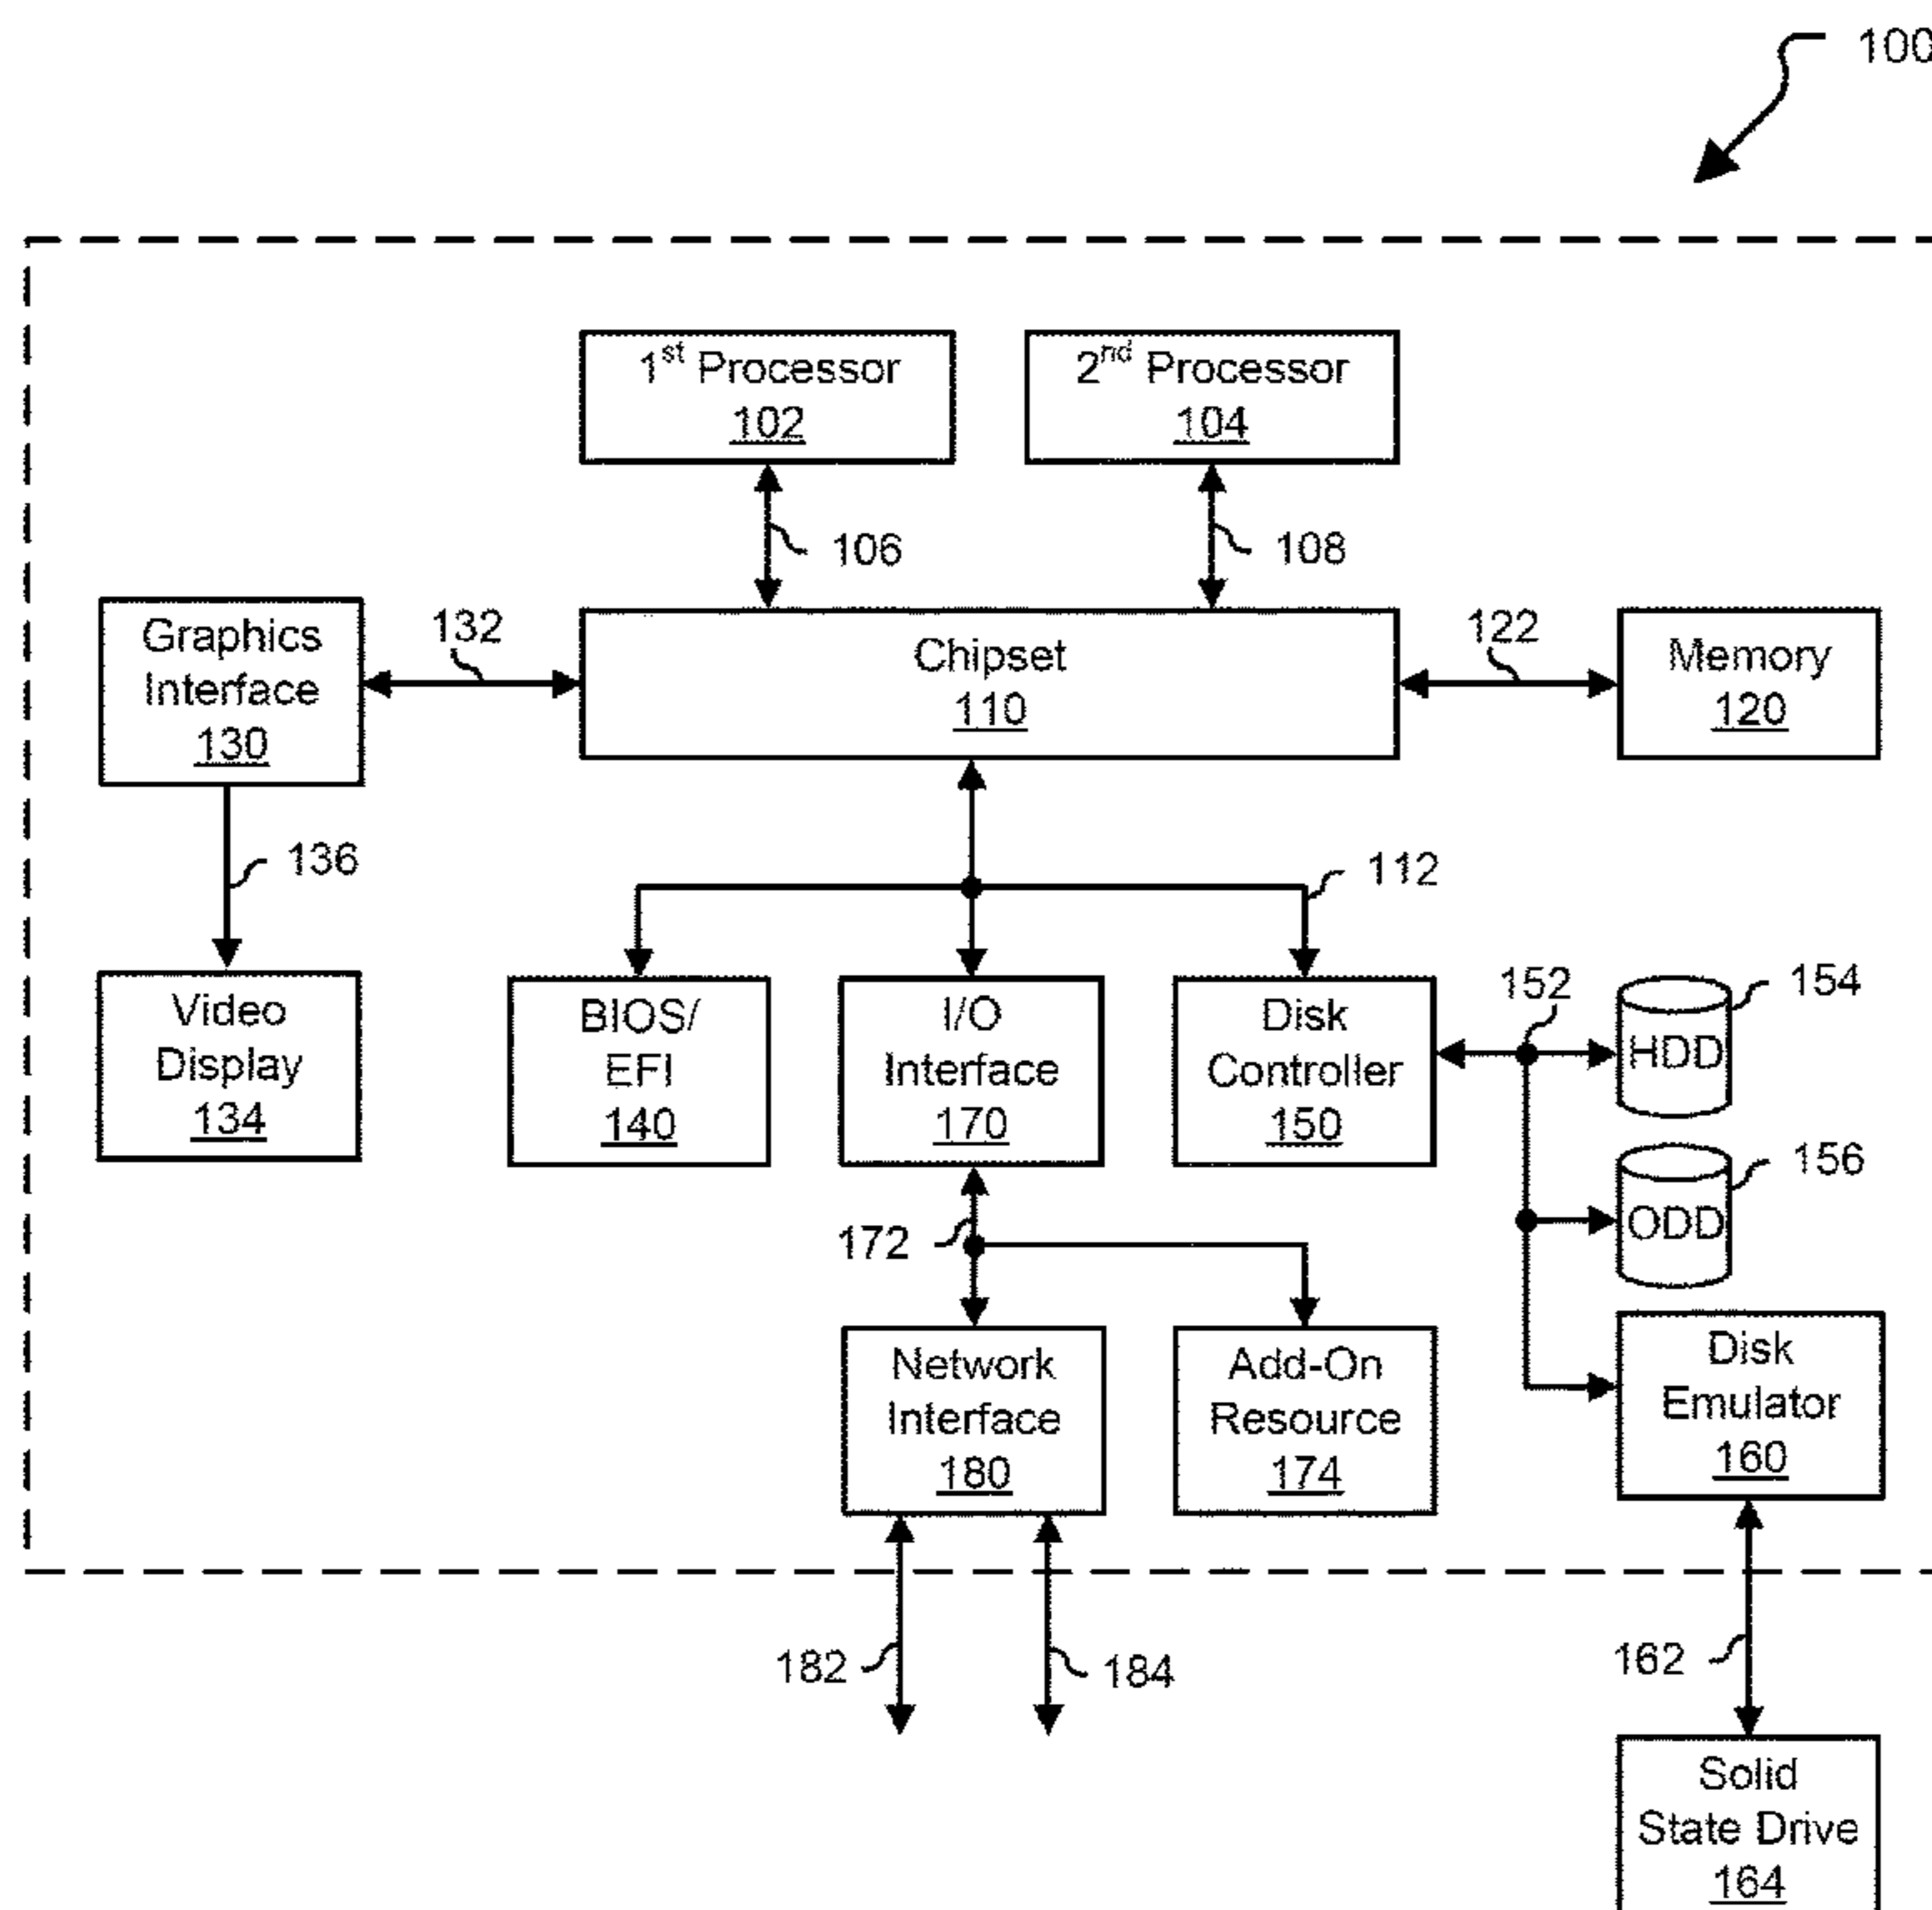 100
1st Processor
102
2nd Processor
104
106
108
Graphics
Interface
130
132
Chipset
110
122
Memory
120
136
112
Video
Display
134
BIOS/
EFI
140
I/O
Interface
170
Disk
Controller
150
152
HDD
154
ODD
156
172
Network
Interface
180
Add-On
Resource
174
Disk
Emulator
160
182
184
162
Solid
State Drive
164